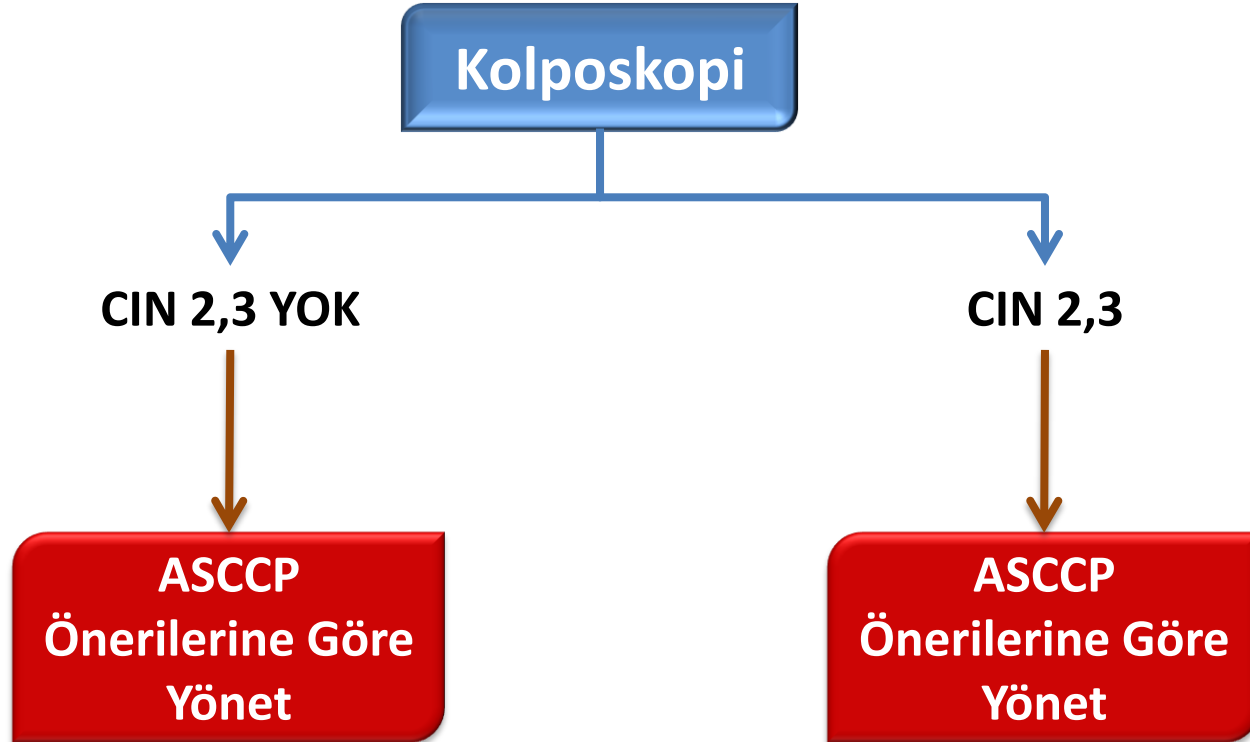 Kolposkopi
CIN 2,3 YOK
CIN 2,3
ASCCP
Önerilerine Göre
Yönet
ASCCP
Önerilerine Göre
Yönet